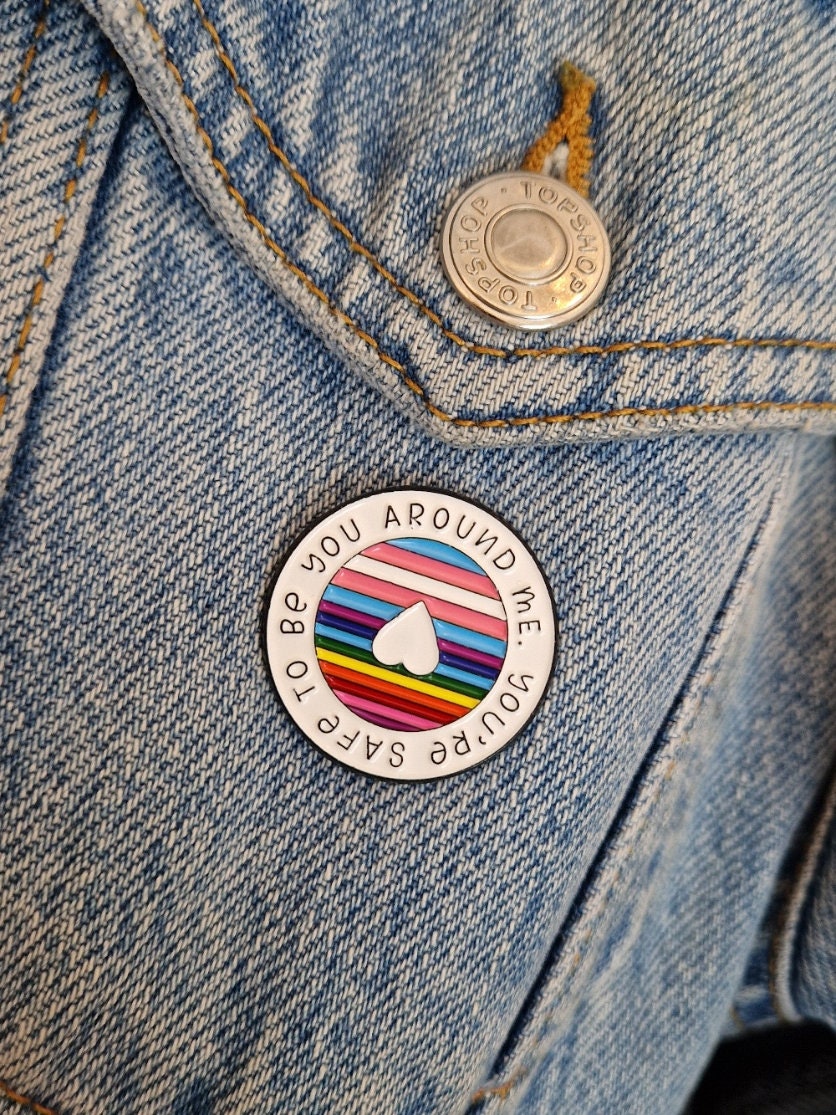 TOPSHOP · TOPSHOP ·
YOU'RE SAFE TO BE YOU AROUND ME.